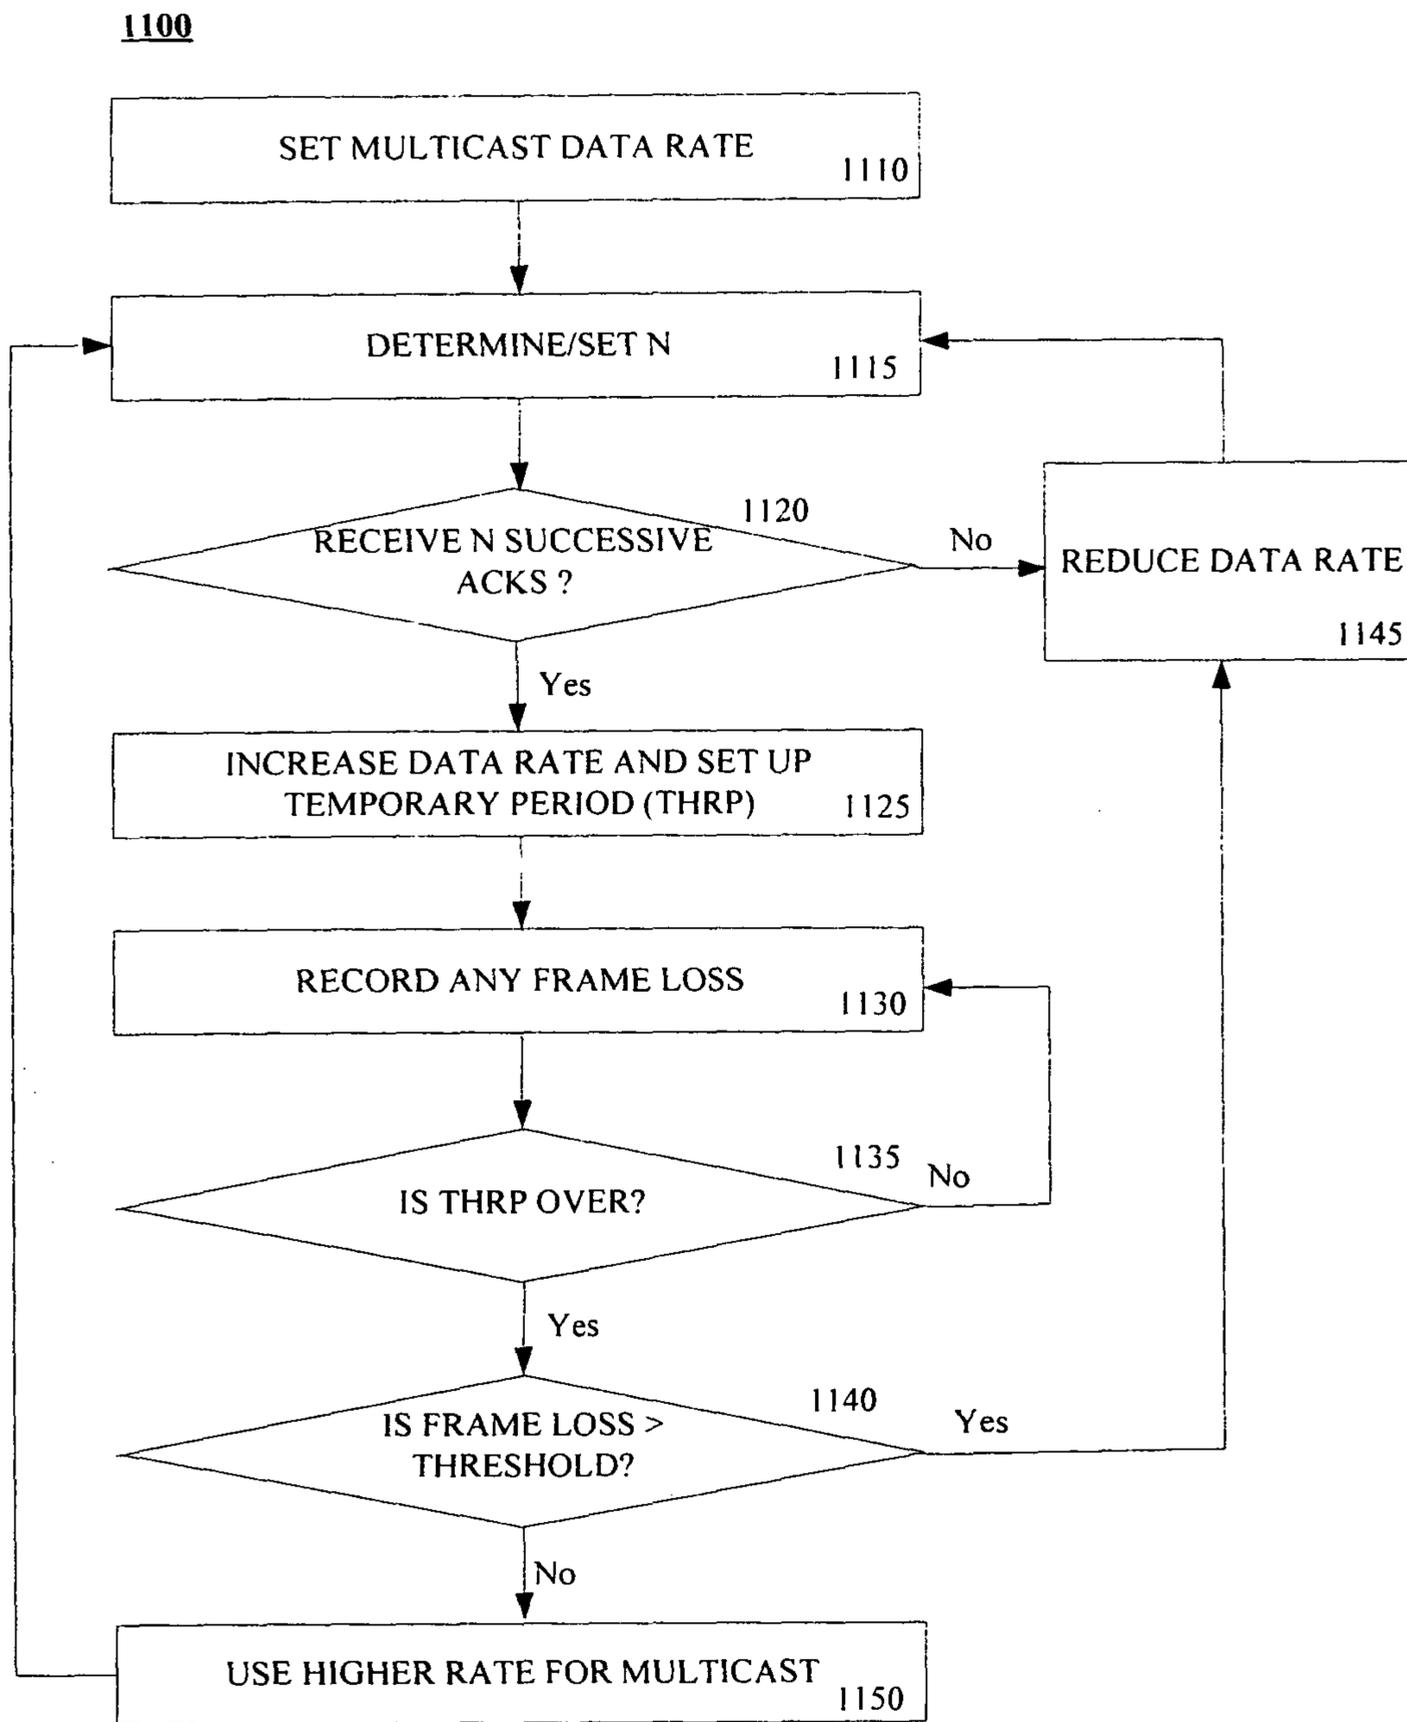 1100
SET MULTICAST DATA RATE
1110
DETERMINE/SET N
1115
1120
RECEIVE N SUCCESSIVE
ACKS ?
No
REDUCE DATA RATE
1145
Yes
INCREASE DATA RATE AND SET UP
TEMPORARY PERIOD (THRP)
1125
RECORD ANY FRAME LOSS
1130
1135
IS THRP OVER?
No
Yes
1140
IS FRAME LOSS >
THRESHOLD?
Yes
No
USE HIGHER RATE FOR MULTICAST
1150